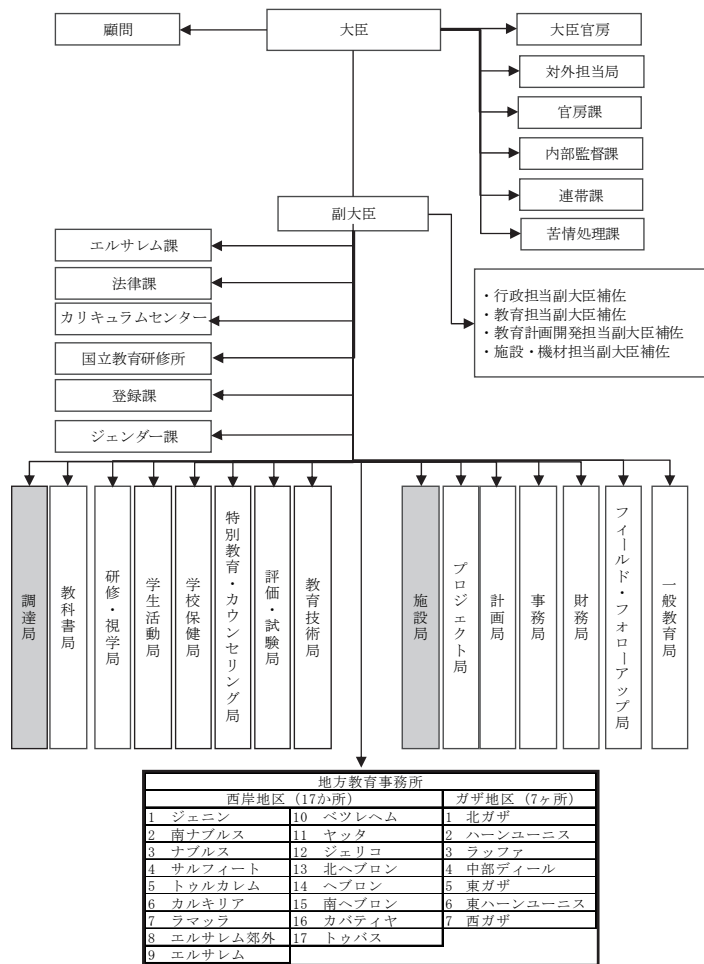 顧問
大臣
大臣官房
対外担当局
官房課
内部監督課
連帯課
苦情処理課
副大臣
エルサレム課
法律課
カリキュラムセンター
国立教育研修所
登録課
ジェンダー課
・行政担当副大臣補佐
・教育担当副大臣補佐
・教育計画開発担当副大臣補佐
・施設・機材担当副大臣補佐
調達局
教科書局
研修・視学局
学生活動局
学校保健局
特別教育・カウンセリング局
評価・試験局
教育技術局
施設局
プロジェクト局
計画局
事務局
財務局
フィールド・フォローアップ局
一般教育局
地方教育事務所
西岸地区（17か所） ガザ地区（7ヶ所）
1 ジェニン 10 ベツレヘム 1 北ガザ
2 南ナブルス 11 ヤッタ 2 ハーンユーニス
3 ナブルス 12 ジェリコ 3 ラッファ
4 サルフィート 13 北ヘブロン 4 中部ディール
5 トゥルカレム 14 ヘブロン 5 東ガザ
6 カルキリア 15 南ヘブロン 6 東ハーンユーニス
7 ラマッラ 16 カバティヤ 7 西ガザ
8 エルサレム郊外 17 トゥバス
9 エルサレム